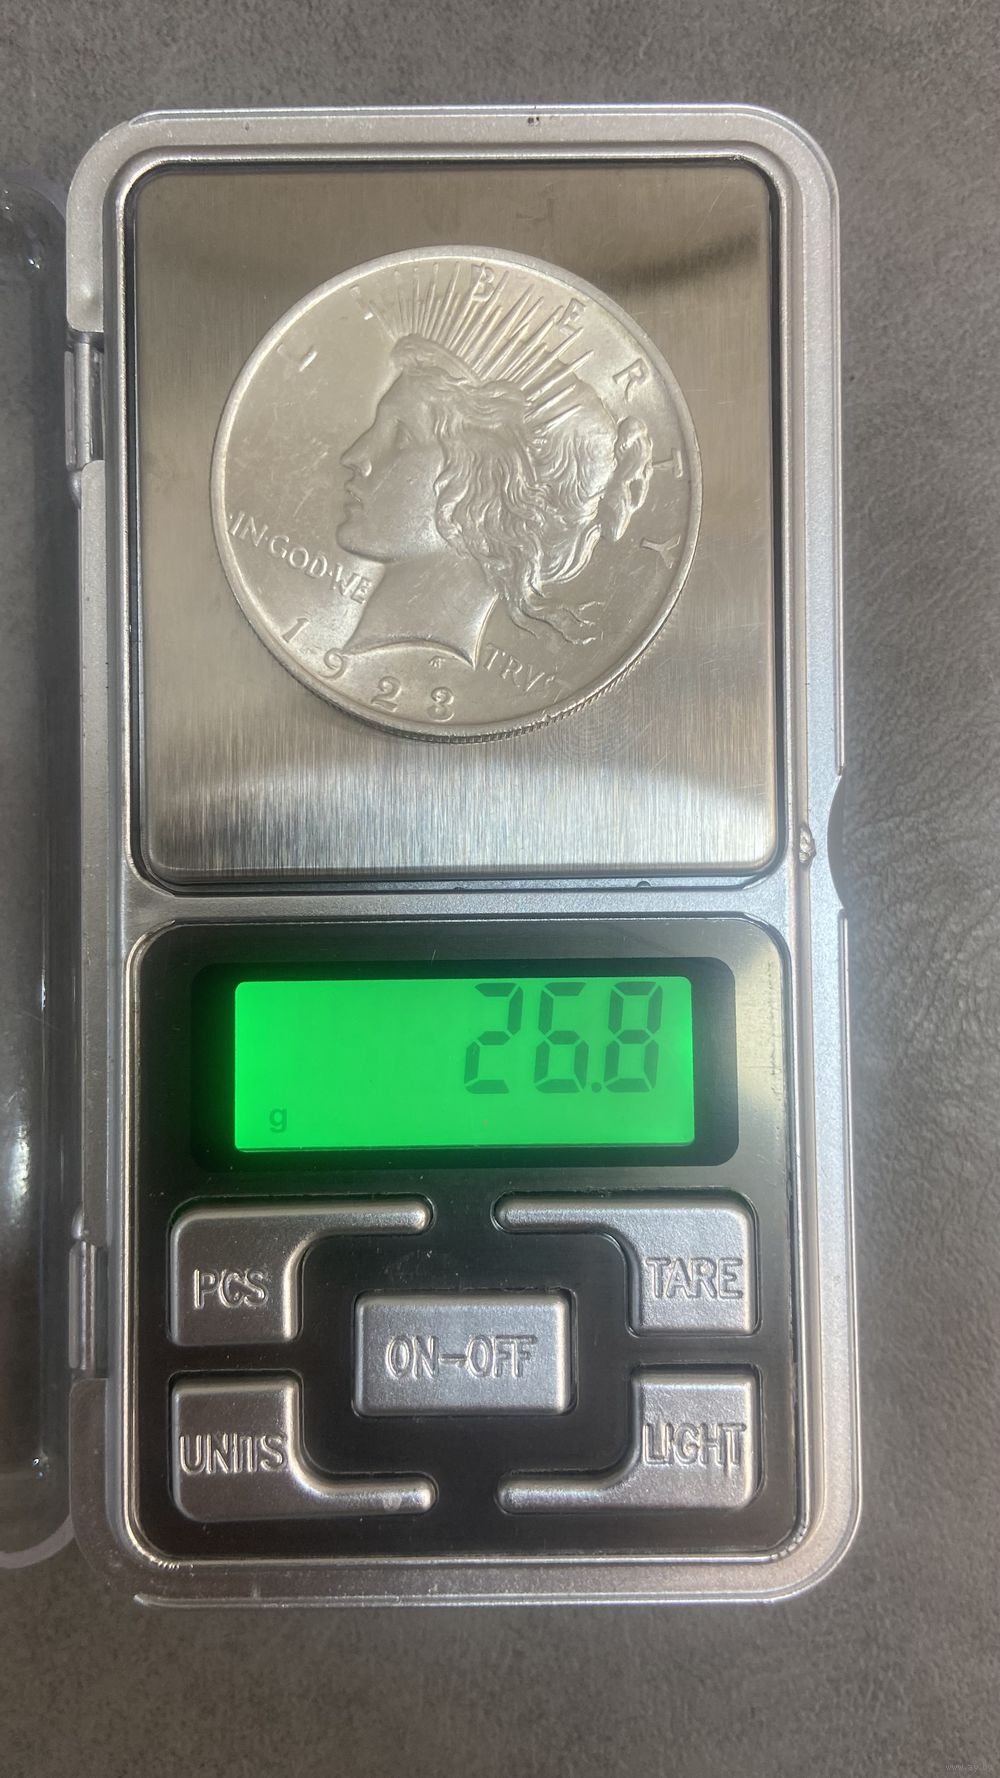 LIBERTY
IN·GOD·WE
TRVST
1923
26.8
g
PCS
TARE
ON-OFF
UNITS
LIGHT